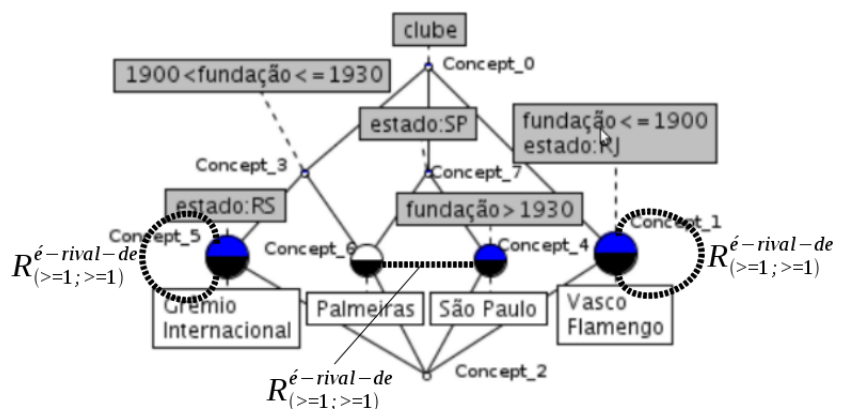 clube
Concept_0
1900<fundação<=1930
estado:SP
fundação<=1900
estado:RJ
Concept_3
Concept_7
estado:RS
fundação>1930
Concept_5
Concept_6
Concept_4
Concept_1
R é−rival−de (>=1;>=1)
R é−rival−de (>=1;>=1)
Grêmio
Internacional
Palmeiras
São Paulo
Vasco
Flamengo
Concept_2
R é−rival−de (>=1;>=1)